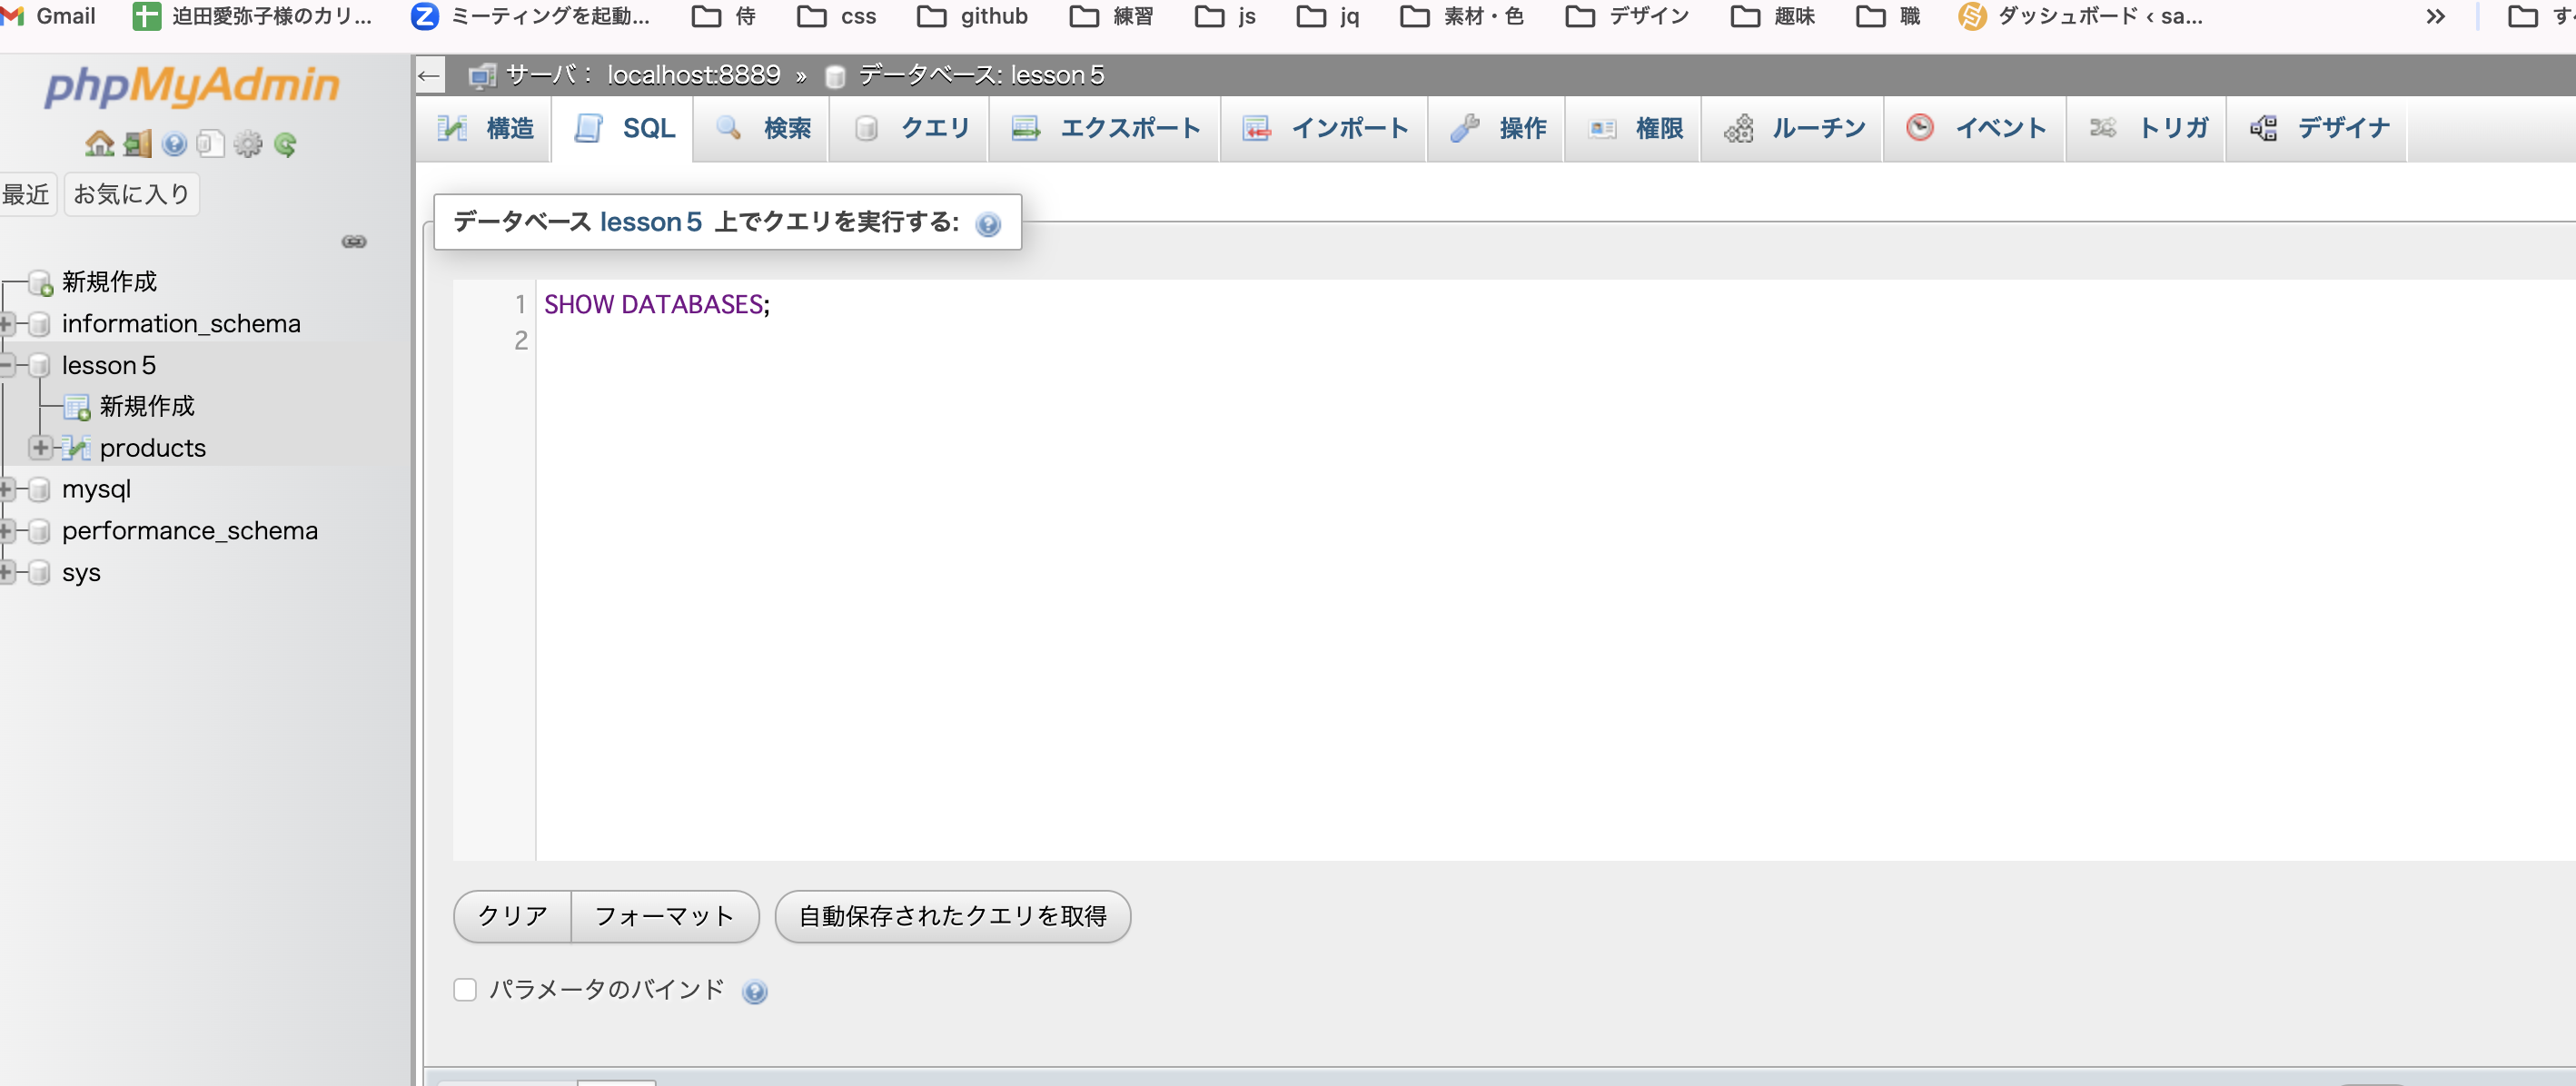 Gmail 迫田愛弥子様のカリ... ミーティングを起動... 侍 css github 練習 js jq 素材・色 デザイン 趣味 職 ダッシュボード ‹ sa... »
phpMyAdmin
最近 お気に入り
新規作成
information_schema
lesson５
新規作成
products
mysql
performance_schema
sys
← サーバ： localhost:8889 » データベース: lesson５
構造 SQL 検索 クエリ エクスポート インポート 操作 権限 ルーチン イベント トリガ デザイナ
データベース lesson５ 上でクエリを実行する:
1 SHOW DATABASES;
2
クリア フォーマット 自動保存されたクエリを取得
パラメータのバインド